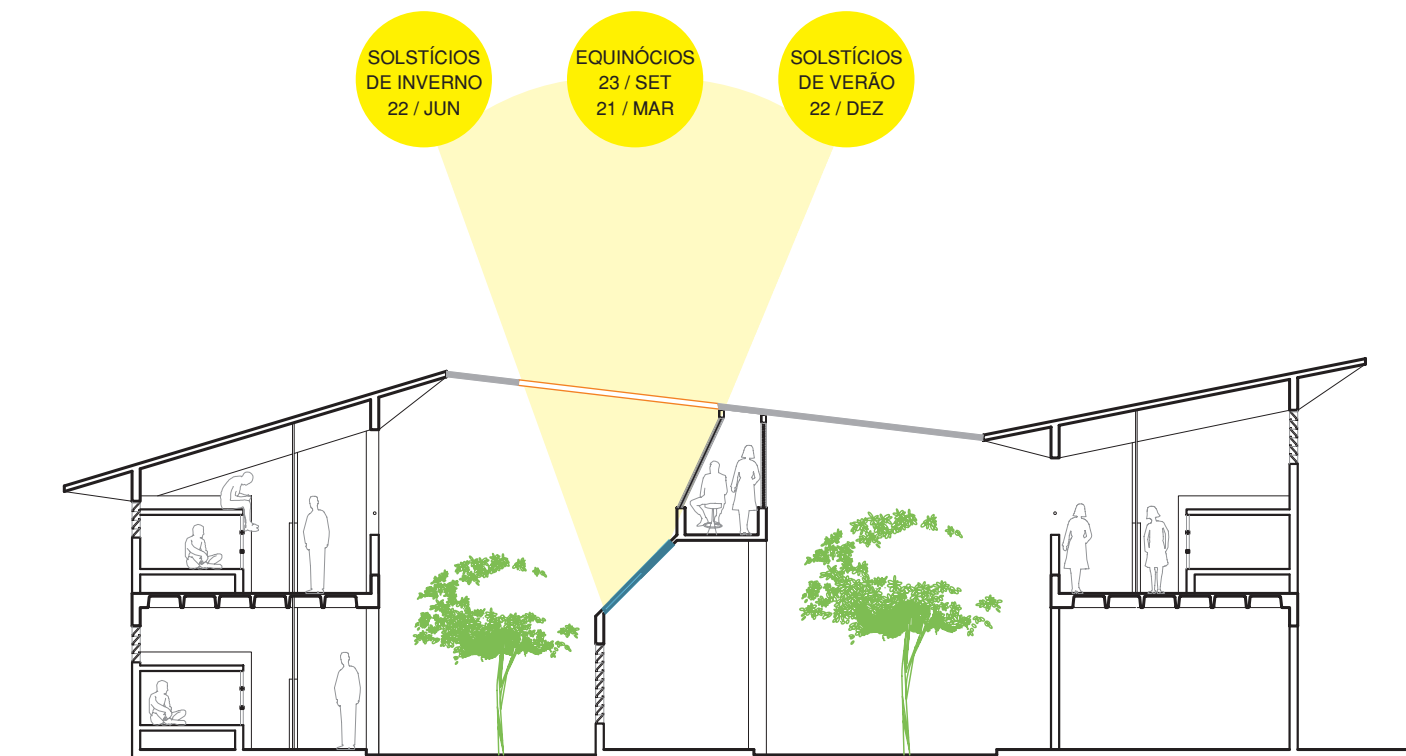 SOLSTÍCIOS
DE INVERNO
22 / JUN
EQUINÓCIOS
23 / SET
21 / MAR
SOLSTÍCIOS
DE VERÃO
22 / DEZ